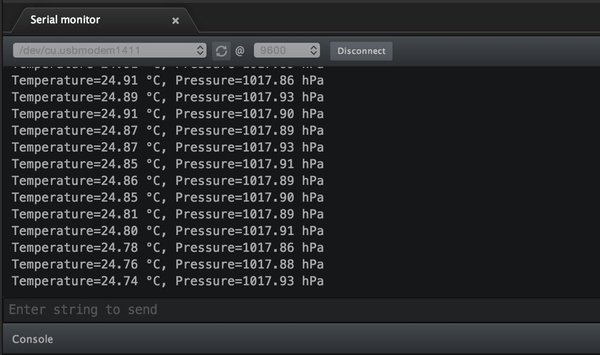 Serial monitor ×
/dev/cu.usbmodem1411 @ 9600 Disconnect
Temperature=24.91 °C, Pressure=1017.86 hPa
Temperature=24.89 °C, Pressure=1017.93 hPa
Temperature=24.91 °C, Pressure=1017.90 hPa
Temperature=24.87 °C, Pressure=1017.89 hPa
Temperature=24.87 °C, Pressure=1017.93 hPa
Temperature=24.85 °C, Pressure=1017.91 hPa
Temperature=24.86 °C, Pressure=1017.89 hPa
Temperature=24.85 °C, Pressure=1017.90 hPa
Temperature=24.81 °C, Pressure=1017.89 hPa
Temperature=24.80 °C, Pressure=1017.91 hPa
Temperature=24.78 °C, Pressure=1017.86 hPa
Temperature=24.76 °C, Pressure=1017.88 hPa
Temperature=24.74 °C, Pressure=1017.93 hPa
Enter string to send
Console